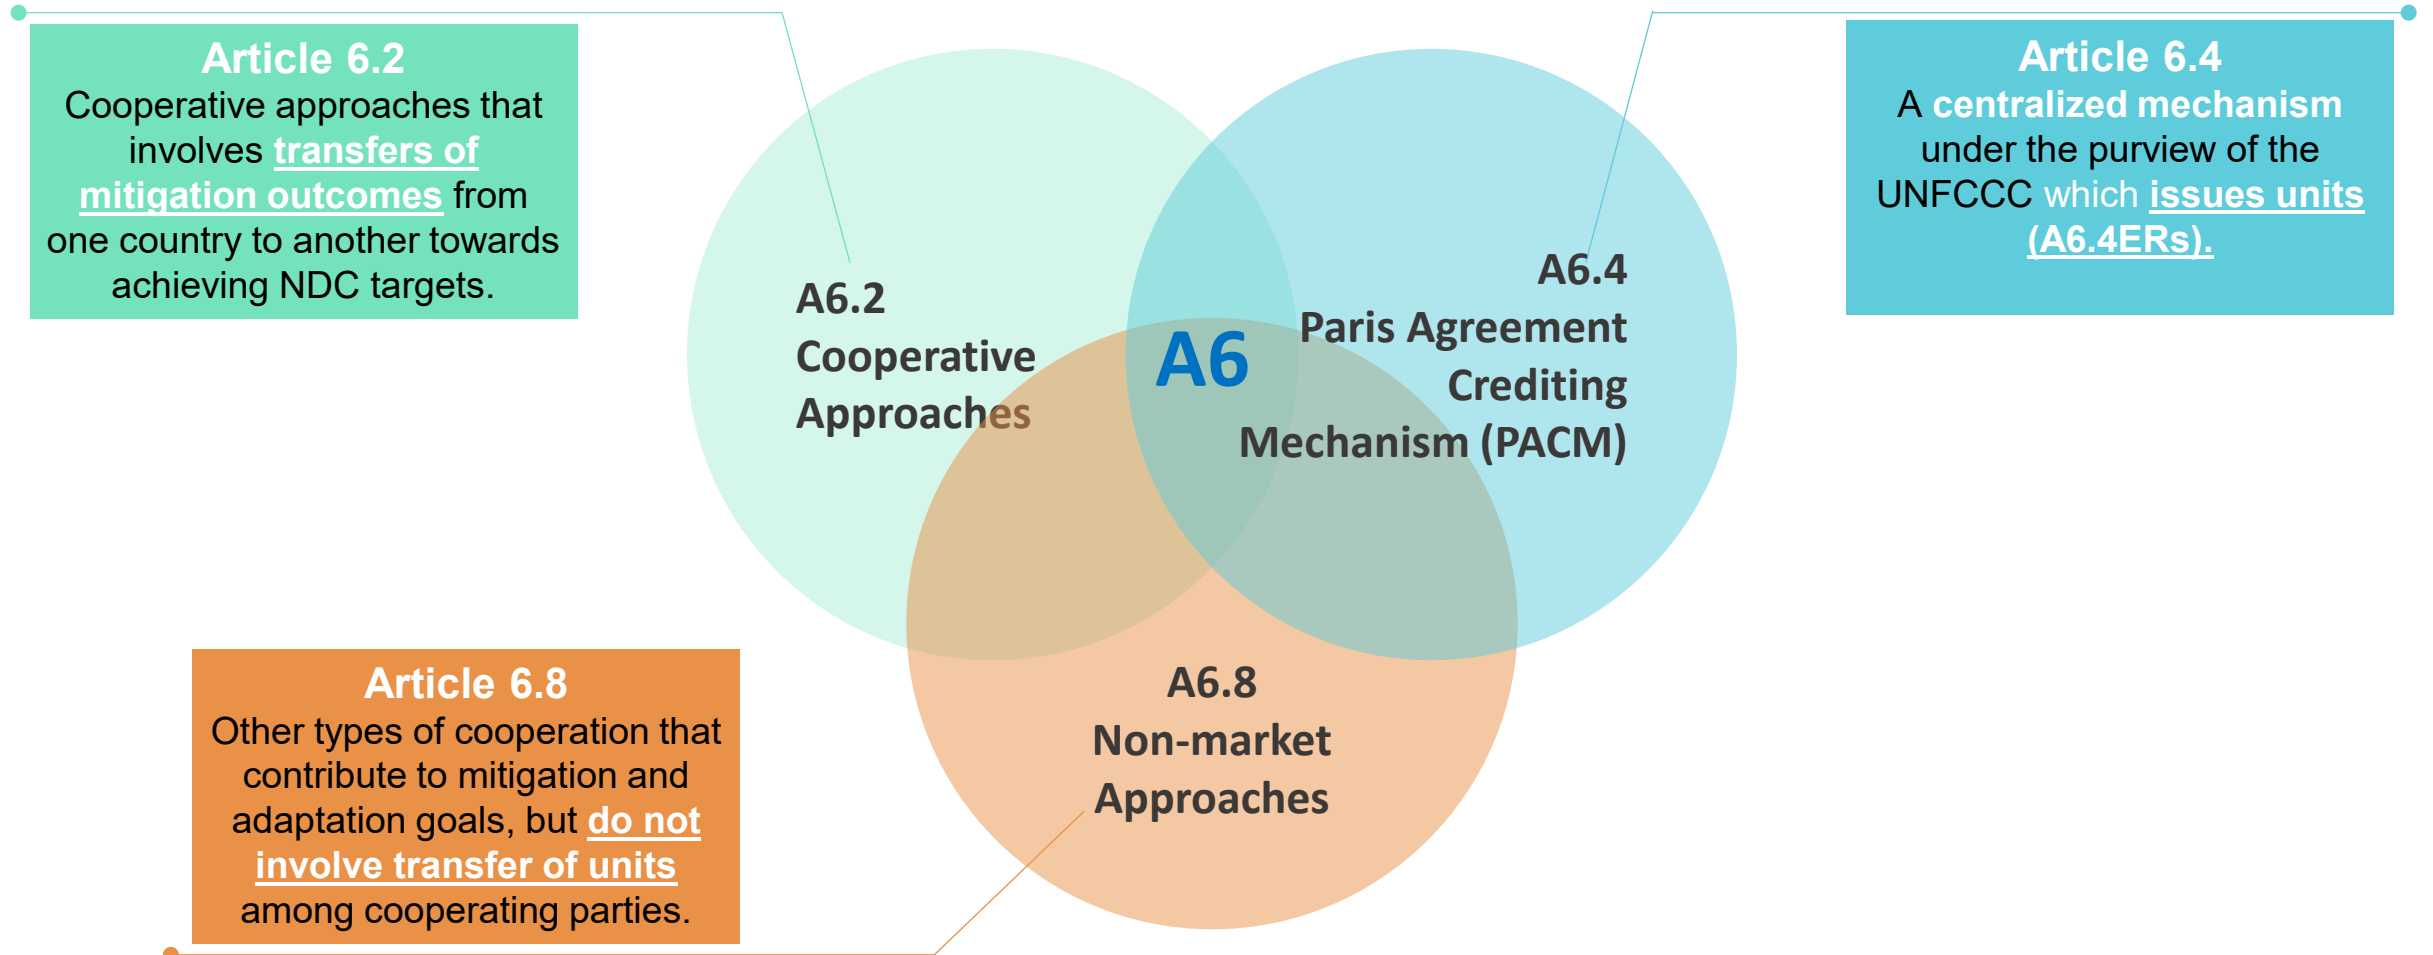 Article 6.2
Cooperative approaches that
involves transfers of
mitigation outcomes from
one country to another towards
achieving NDC targets.
Article 6.4
A centralized mechanism
under the purview of the
UNFCCC which issues units
(A6.4ERs).
A6.2
Cooperative
Approaches
A6
A6.4
Paris Agreement
Crediting
Mechanism (PACM)
Article 6.8
Other types of cooperation that
contribute to mitigation and
adaptation goals, but do not
involve transfer of units
among cooperating parties.
A6.8
Non-market
Approaches